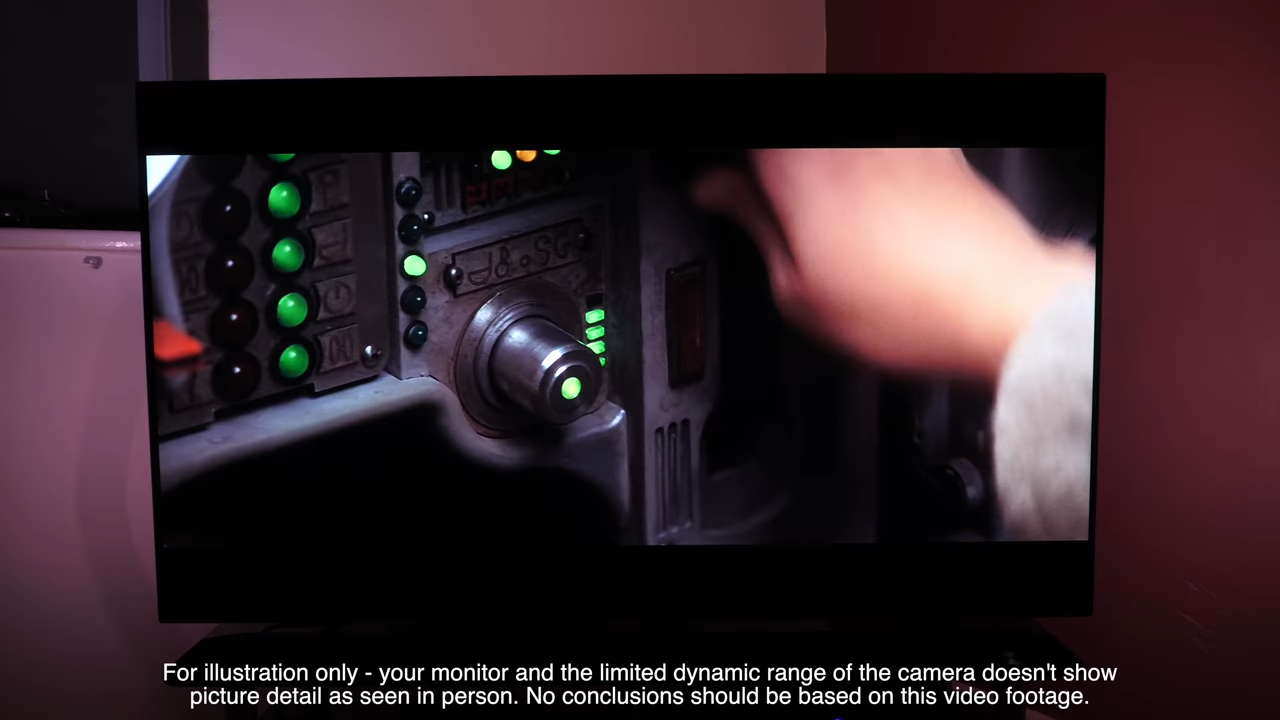 For illustration only - your monitor and the limited dynamic range of the camera doesn't show
picture detail as seen in person. No conclusions should be based on this video footage.